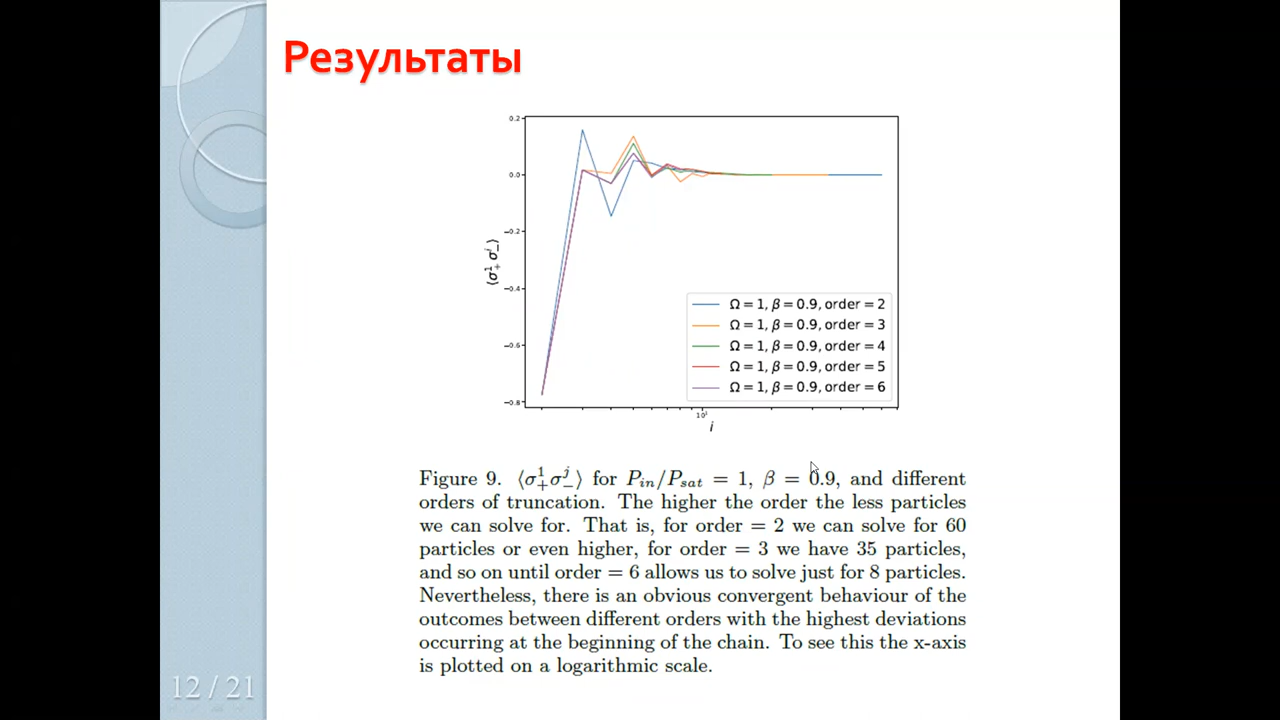 Результаты
0.2
0.0
−0.2
−0.4
−0.6
−0.8
⟨σ₊¹ σ₋ⁱ⟩
10¹
i
Ω = 1, β = 0.9, order = 2
Ω = 1, β = 0.9, order = 3
Ω = 1, β = 0.9, order = 4
Ω = 1, β = 0.9, order = 5
Ω = 1, β = 0.9, order = 6
Figure 9. ⟨σ₊¹σ₋ʲ⟩ for Pᵢₙ/Pₛₐₜ = 1, β = 0.9, and different
orders of truncation. The higher the order the less particles
we can solve for. That is, for order = 2 we can solve for 60
particles or even higher, for order = 3 we have 35 particles,
and so on until order = 6 allows us to solve just for 8 particles.
Nevertheless, there is an obvious convergent behaviour of the
outcomes between different orders with the highest deviations
occurring at the beginning of the chain. To see this the x-axis
is plotted on a logarithmic scale.
12 / 21